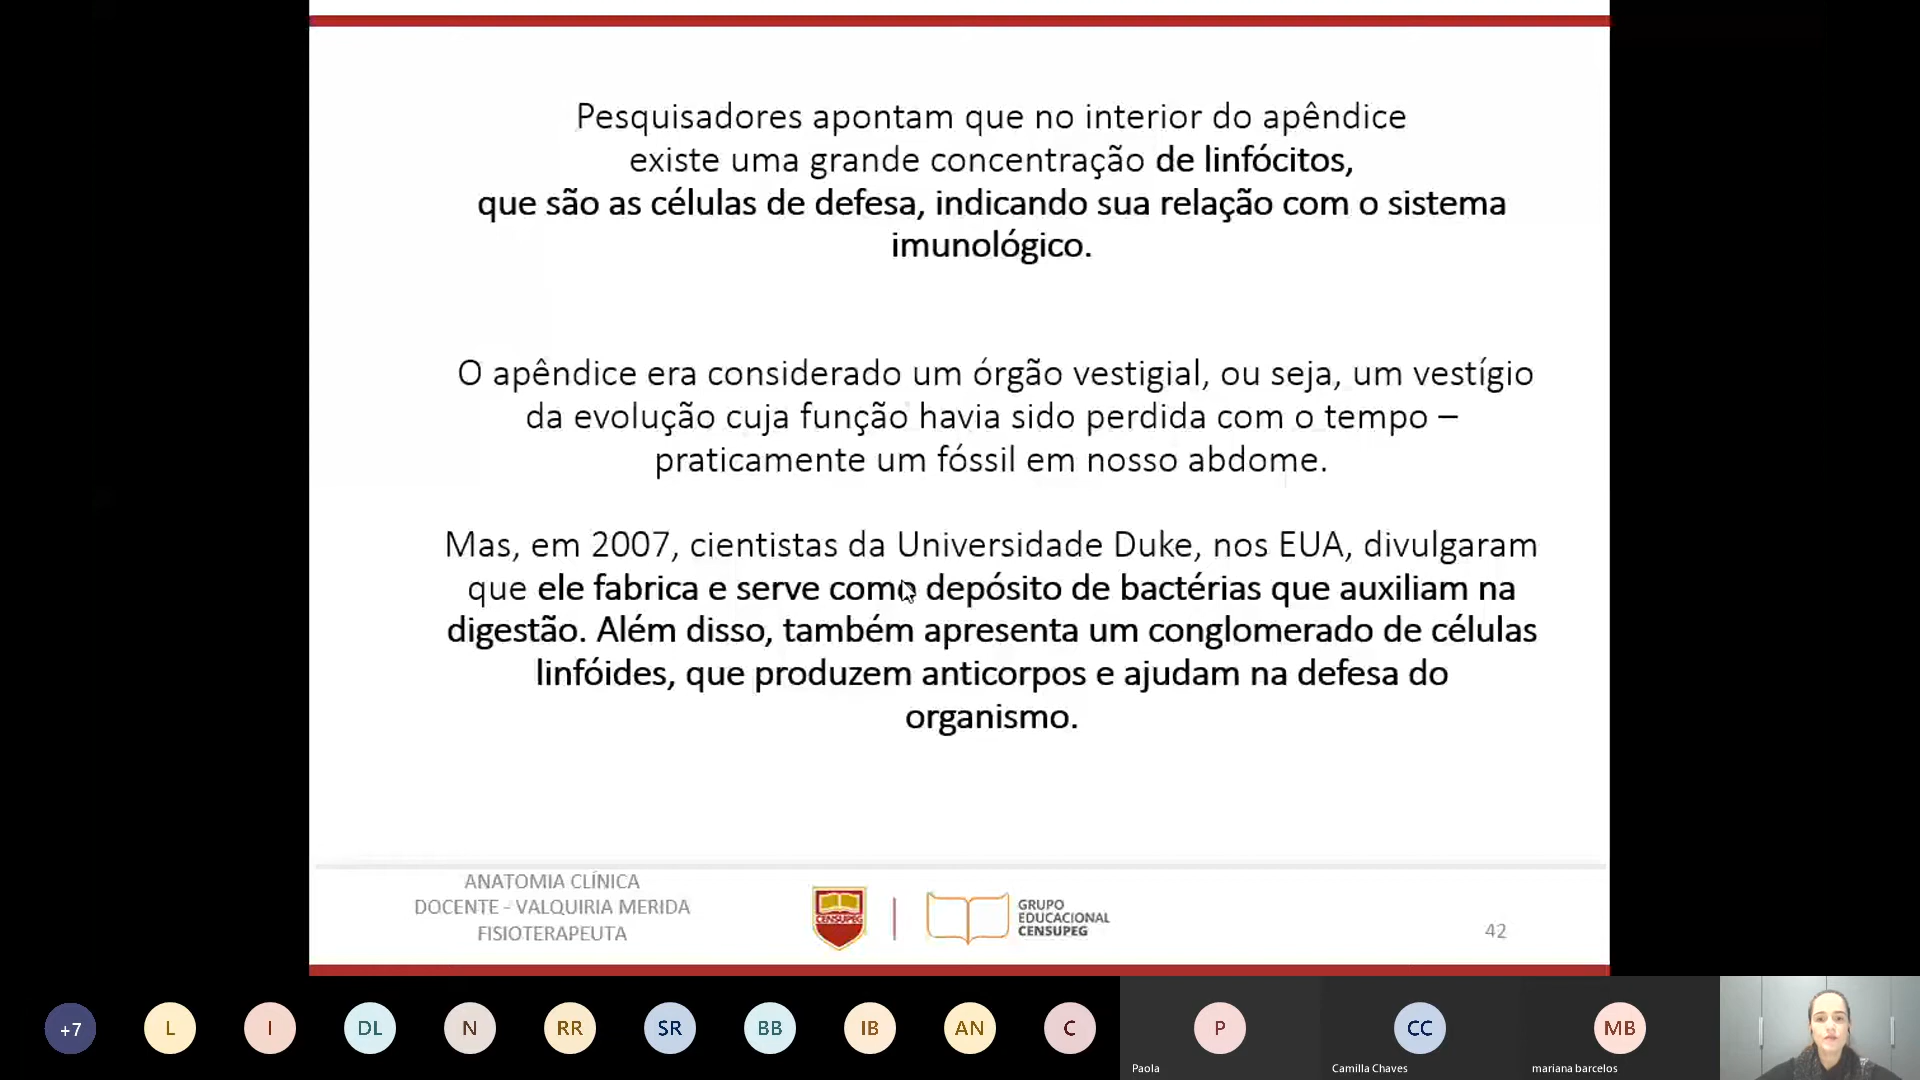 Pesquisadores apontam que no interior do apêndice
existe uma grande concentração de linfócitos,
que são as células de defesa, indicando sua relação com o sistema
imunológico.
O apêndice era considerado um órgão vestigial, ou seja, um vestígio
da evolução cuja função havia sido perdida com o tempo –
praticamente um fóssil em nosso abdome.
Mas, em 2007, cientistas da Universidade Duke, nos EUA, divulgaram
que ele fabrica e serve como depósito de bactérias que auxiliam na
digestão. Além disso, também apresenta um conglomerado de células
linfóides, que produzem anticorpos e ajudam na defesa do
organismo.
ANATOMIA CLÍNICA
DOCENTE - VALQUIRIA MERIDA
FISIOTERAPEUTA
CENSUPEG
GRUPO
EDUCACIONAL
CENSUPEG
42
+7 L I DL N RR SR BB IB AN C P CC MB
Paola Camilla Chaves mariana barcelos